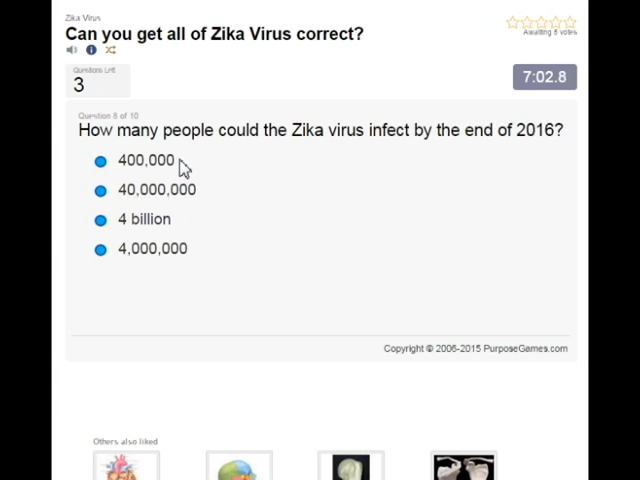 Zika Virus
Can you get all of Zika Virus correct?
Awaiting 8 votes
Questions Left
3
7:02.8
Question 8 of 10
How many people could the Zika virus infect by the end of 2016?
400,000
40,000,000
4 billion
4,000,000
Copyright © 2006-2015 PurposeGames.com
Others also liked